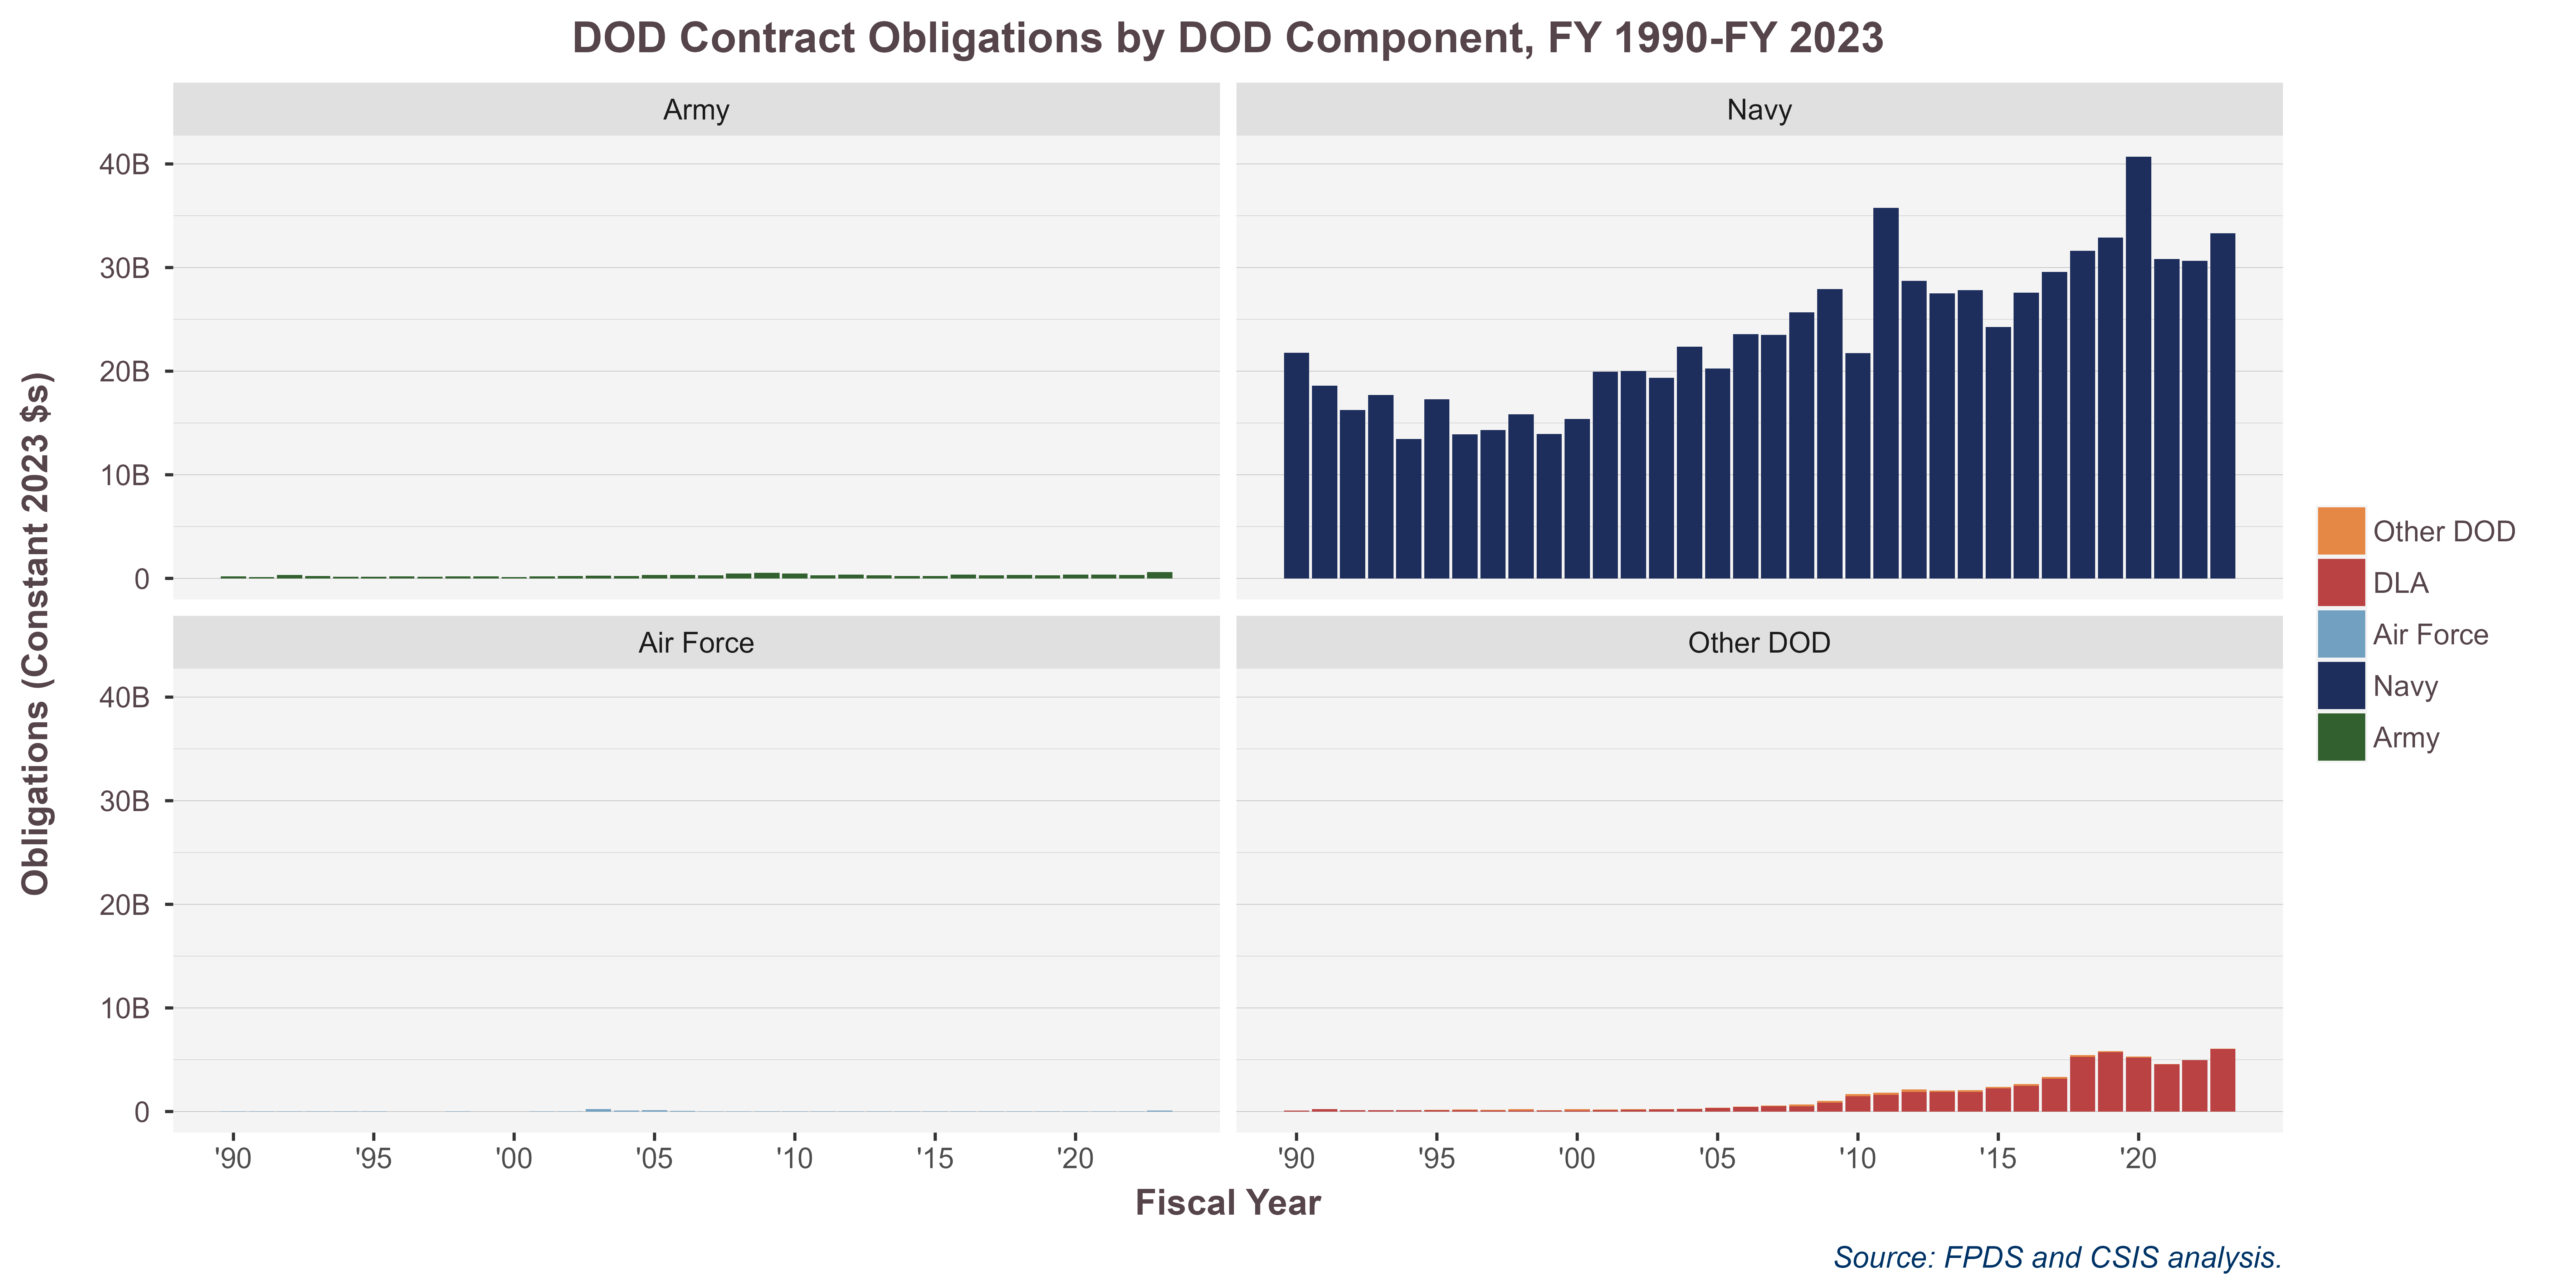 DOD Contract Obligations by DOD Component, FY 1990-FY 2023
Army
Navy
40B
30B
20B
10B
0
Air Force
Other DOD
40B
30B
20B
10B
0
'90 '95 '00 '05 '10 '15 '20
'90 '95 '00 '05 '10 '15 '20
Fiscal Year
Obligations (Constant 2023 $s)
Other DOD
DLA
Air Force
Navy
Army
Source: FPDS and CSIS analysis.